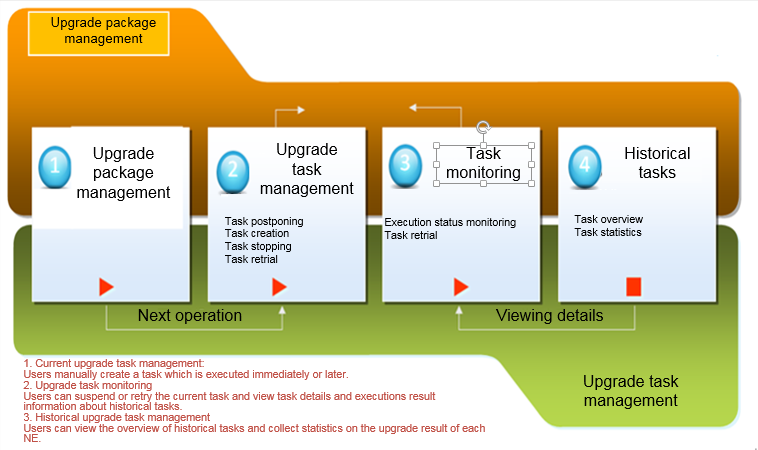 Upgrade package
management
1
Upgrade
package
management
2
Upgrade
task
management
Task postponing
Task creation
Task stopping
Task retrial
3
Task
monitoring
Execution status monitoring
Task retrial
4
Historical
tasks
Task overview
Task statistics
Next operation
Viewing details
1. Current upgrade task management:
Users manually create a task which is executed immediately or later.
2. Upgrade task monitoring
Users can suspend or retry the current task and view task details and executions result
information about historical tasks.
3. Historical upgrade task management
Users can view the overview of historical tasks and collect statistics on the upgrade result of each
NE.
Upgrade task
management